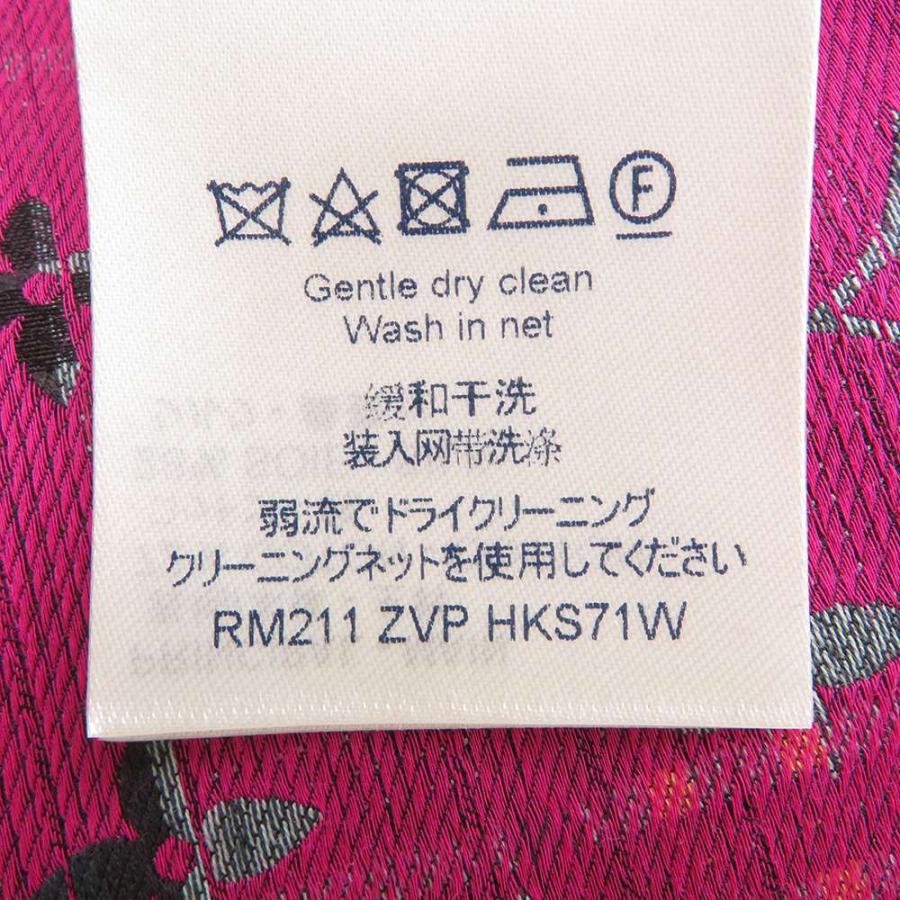 F
Gentle dry clean
Wash in net
缓和干洗
装入网带洗涤
弱流でドライクリーニング
クリーニングネットを使用してください
RM211 ZVP HKS71W